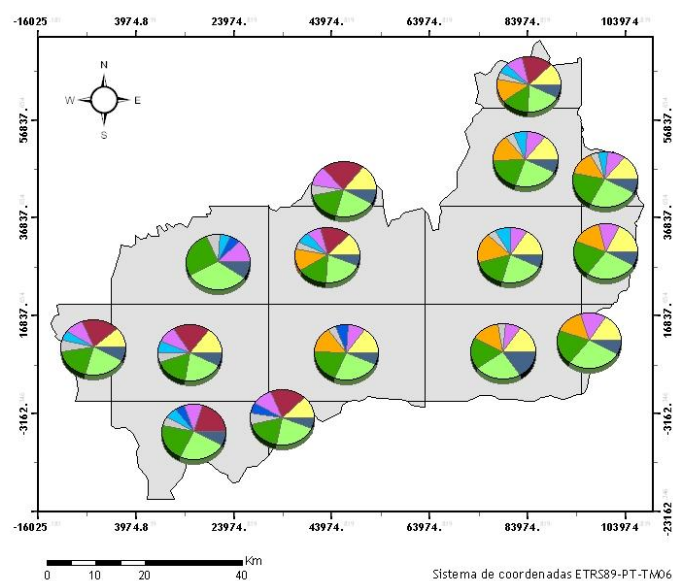 -16025 3974.8 23974. 43974. 63974. 83974. 103974
N
W E
S
56837. 56837.
36837. 36837.
16837. 16837.
-3162. -3162.
-23162
-16025 3974.8 23974. 43974. 63974. 83974. 103974
Km
0 10 20 40
Sistema de coordenadas ETRS89-PT-TM06